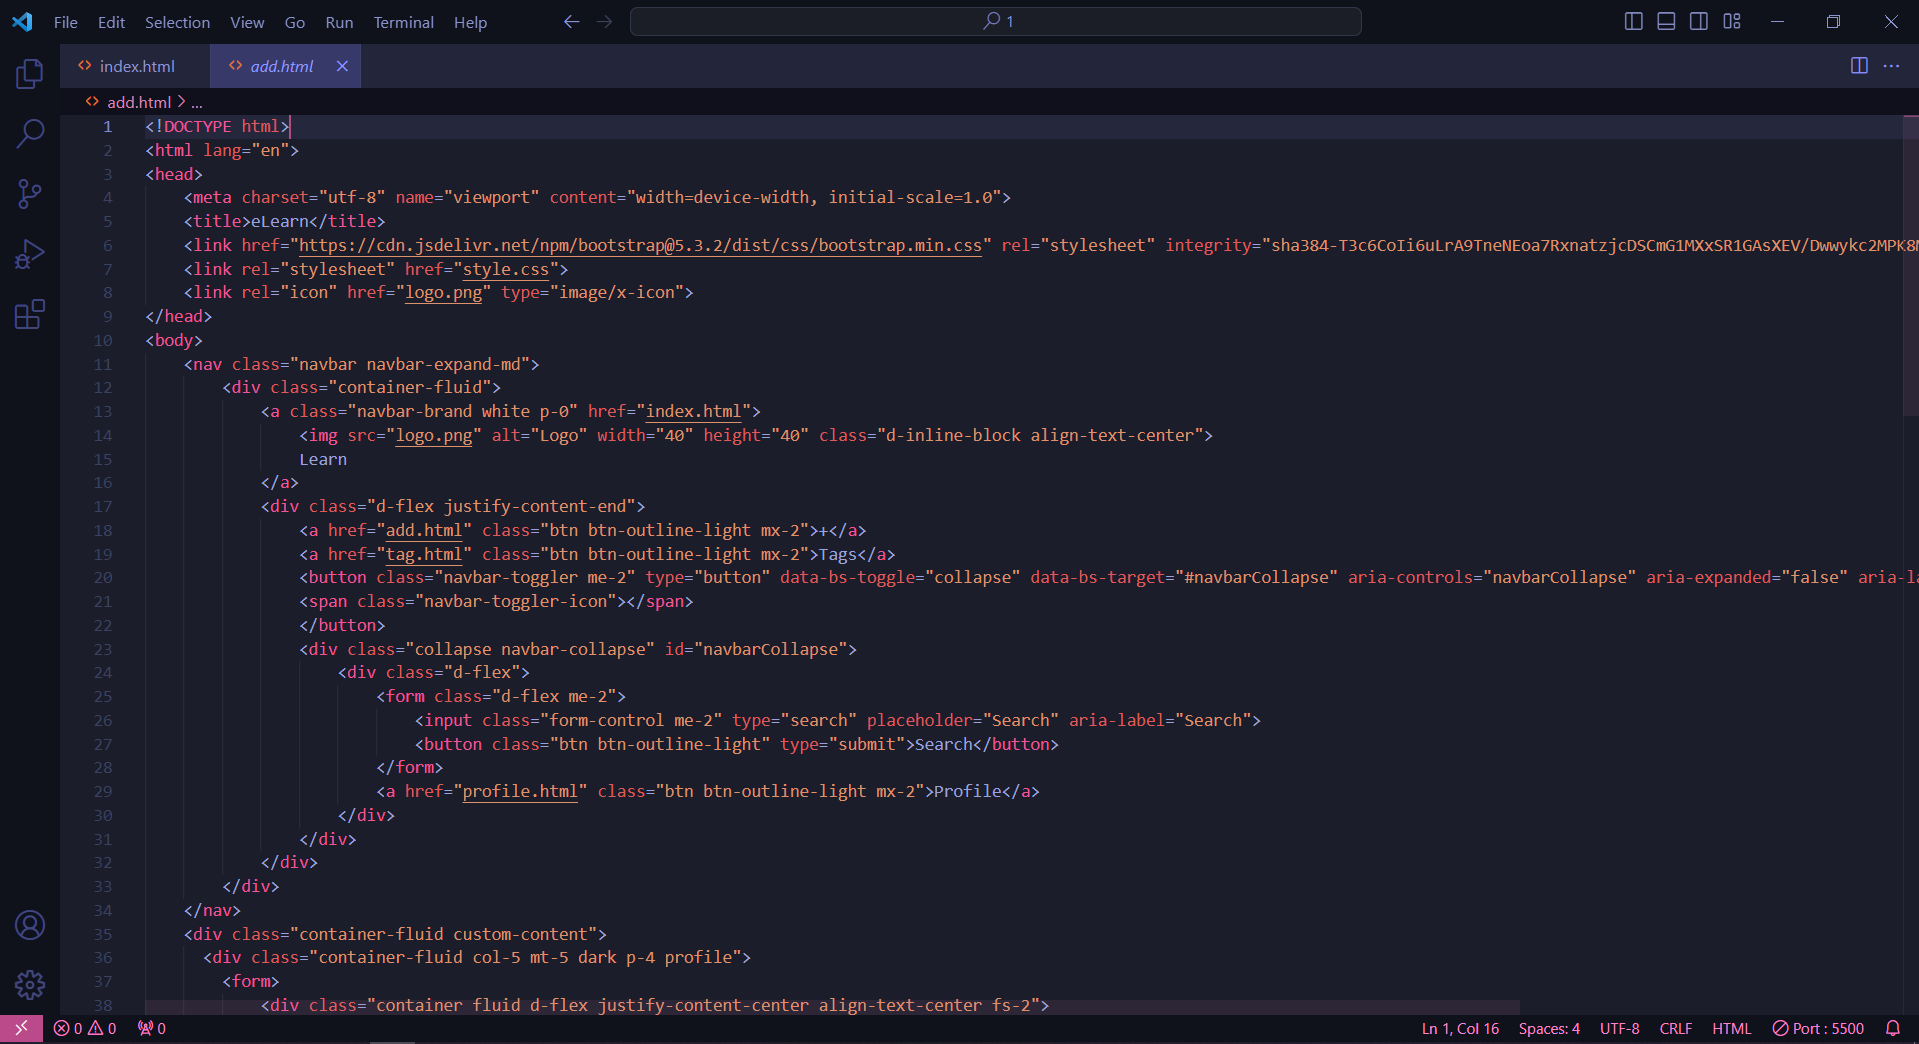 File Edit Selection View Go Run Terminal Help 1
index.html add.html
add.html > ...
1 <!DOCTYPE html>
2 <html lang="en">
3 <head>
4 <meta charset="utf-8" name="viewport" content="width=device-width, initial-scale=1.0">
5 <title>eLearn</title>
6 <link href="https://cdn.jsdelivr.net/npm/bootstrap@5.3.2/dist/css/bootstrap.min.css" rel="stylesheet" integrity="sha384-T3c6CoIi6uLrA9TneNEoa7RxnatzjcDSCmG1MXxSR1GAsXEV/Dwwykc2MPK8M
7 <link rel="stylesheet" href="style.css">
8 <link rel="icon" href="logo.png" type="image/x-icon">
9 </head>
10 <body>
11 <nav class="navbar navbar-expand-md">
12 <div class="container-fluid">
13 <a class="navbar-brand white p-0" href="index.html">
14 <img src="logo.png" alt="Logo" width="40" height="40" class="d-inline-block align-text-center">
15 Learn
16 </a>
17 <div class="d-flex justify-content-end">
18 <a href="add.html" class="btn btn-outline-light mx-2">+</a>
19 <a href="tag.html" class="btn btn-outline-light mx-2">Tags</a>
20 <button class="navbar-toggler me-2" type="button" data-bs-toggle="collapse" data-bs-target="#navbarCollapse" aria-controls="navbarCollapse" aria-expanded="false" aria-la
21 <span class="navbar-toggler-icon"></span>
22 </button>
23 <div class="collapse navbar-collapse" id="navbarCollapse">
24 <div class="d-flex">
25 <form class="d-flex me-2">
26 <input class="form-control me-2" type="search" placeholder="Search" aria-label="Search">
27 <button class="btn btn-outline-light" type="submit">Search</button>
28 </form>
29 <a href="profile.html" class="btn btn-outline-light mx-2">Profile</a>
30 </div>
31 </div>
32 </div>
33 </div>
34 </nav>
35 <div class="container-fluid custom-content">
36 <div class="container-fluid col-5 mt-5 dark p-4 profile">
37 <form>
38 <div class="container fluid d-flex justify-content-center align-text-center fs-2">
0 0 0 Ln 1, Col 16 Spaces: 4 UTF-8 CRLF HTML Port : 5500